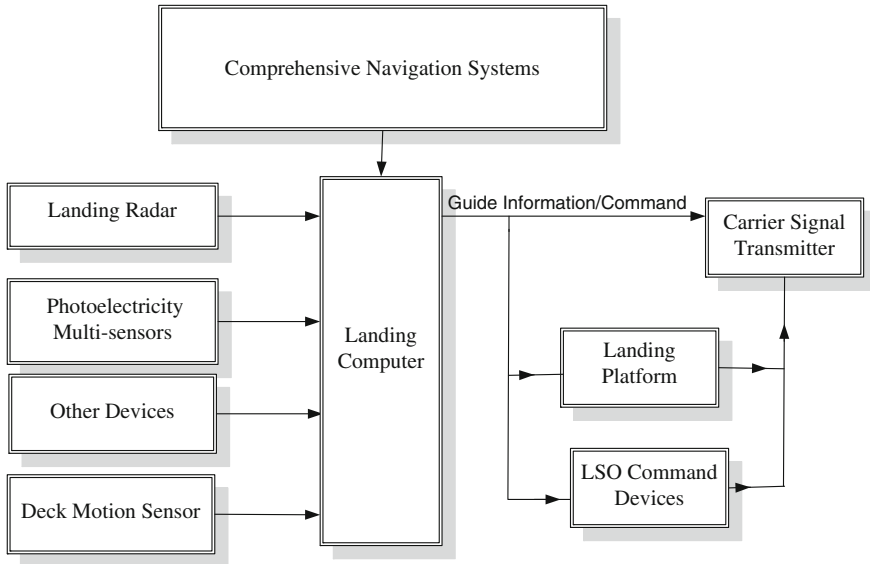 Comprehensive Navigation Systems
Landing Radar
Photoelectricity
Multi-sensors
Other Devices
Deck Motion Sensor
Landing
Computer
Guide Information/Command
Carrier Signal
Transmitter
Landing
Platform
LSO Command
Devices